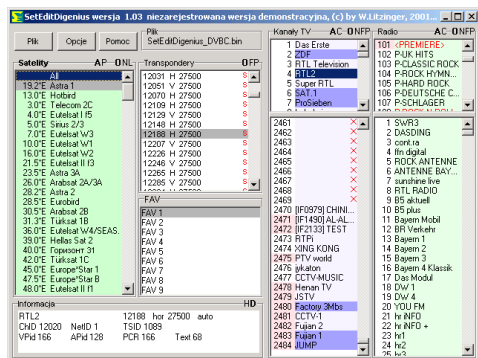 SetEditDigenius wersja 1.03 niezarejestrowana wersja demonstracyjna, (c) by W.Litzinger, 2001...
Plik
Opcje
Pomoc
Plik
SetEditDigenius_DVBC.bin
Satelity AP ONL
All
19.2°E Astra 1
13.0°E Hotbird
3.0°E Telecom 2C
4.0°E Eutelsat I f5
5.0°E Sirius 2/3
7.0°E Eutelsat W3
10.0°E Eutelsat W1
16.0°E Eutelsat W2
21.5°E Eutelsat II f3
23.5°E Astra 3A
26.0°E Arabsat 2A/3A
28.2°E Astra 2
28.5°E Eurobird
30.5°E Arabsat 2B
31.3°E Türksat 1B
36.0°E Eutelsat W4/SEAS.
39.0°E Hellas Sat 2
40.0°E Горизонт 31
42.0°E Türksat 1C
45.0°E Europe*Star 1
47.5°E Europe*Star B
48.0°E Eutelsat II f1
Transpondery OFP
12031 H 27500 S
12051 V 27500 S
12070 H 27500 S
12109 H 27500 S
12129 V 27500 S
12148 H 27500 S
12188 H 27500 S
12207 V 27500 S
12226 H 27500 S
12246 V 27500 S
12265 H 27500 S
12285 V 27500 S
FAV
FAV 1
FAV 2
FAV 3
FAV 4
FAV 5
FAV 6
FAV 7
FAV 8
FAV 9
Informacja HD
RTL2 12188 hor 27500 auto
ChID 12020 NetID 1 TSID 1089
VPid 166 APid 128 PCR 166 Text 68
Kanały TV AC ONFP
1 Das Erste
2 ZDF
3 RTL Television
4 RTL2
5 Super RTL
6 SAT.1
7 ProSieben
2461 X
2462 X
2463 X
2464 X
2465 X
2466 X
2467 X
2468 X
2469 X
2470 [IF0979] CHINI...
2471 [IF1490] AL-AL...
2472 [IF2133] TEST
2473 RTPi
2474 XING KONG
2475 PTV world
2476 jykaton
2477 CCTV-MUSIC
2478 Henan TV
2479 JSTV
2480 Factory 3Mbs
2481 CCTV-1
2482 Fujian 2
2483 Fujian 1
2484 JUMP
Radio AC ONFP
101 <PREMIERE>
102 P-UK HITS
103 P-CLASSIC ROCK
104 P-ROCK HYMN...
105 P-HARD ROCK
106 P-DEUTSCHE C...
107 P-SCHLAGER
1 SWR3
2 DASDING
3 cont.ra
4 ffn digital
5 ROCK ANTENNE
6 ANTENNE BAY...
7 sunshine live
8 RTL RADIO
9 B5 aktuell
10 B5 plus
11 Bayern Mobil
12 BR Verkehr
13 Bayern 1
14 Bayern 2
15 Bayern 3
16 Bayern 4 Klassik
17 Das Modul
18 DW 1
19 DW 4
20 YOU FM
21 hr iNFO
22 hr iNFO +
23 hr1
24 hr2
25 hr3